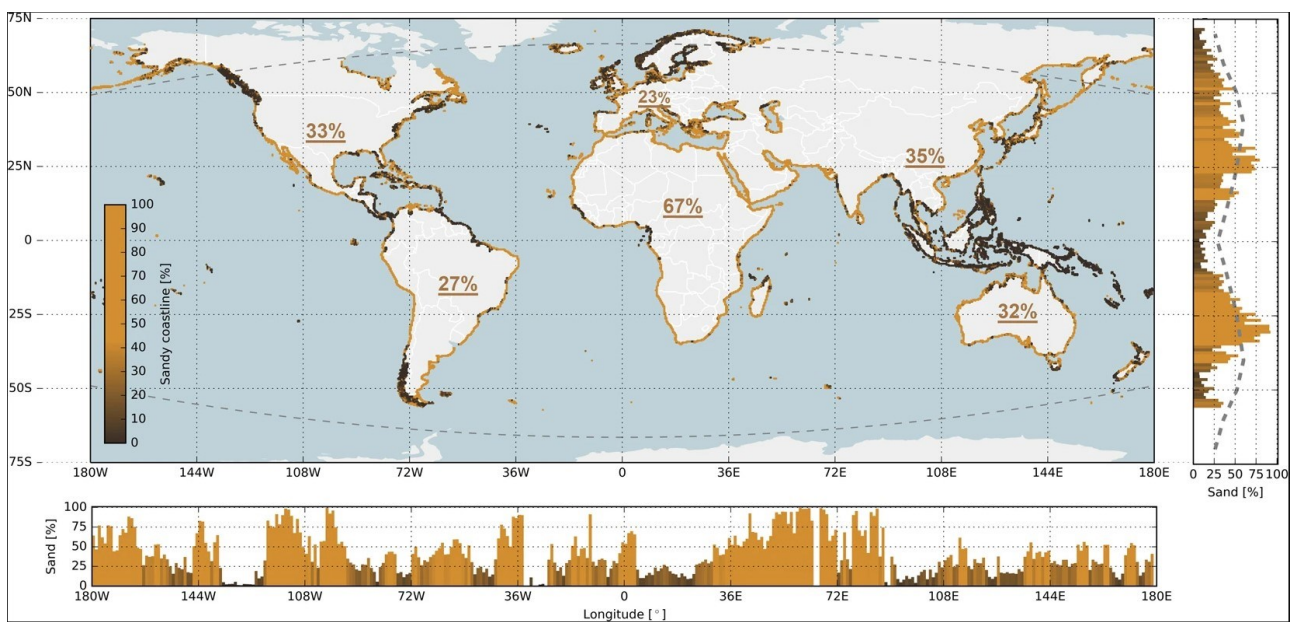 75N
50N
25N
0
25S
50S
75S
33%
23%
35%
67%
27%
32%
100
90
80
70
60
50
40
30
20
10
0
Sandy coastline [%]
180W 144W 108W 72W 36W 0 36E 72E 108E 144E 180E
0 25 50 75 100
Sand [%]
100
75
50
25
0
Sand [%]
180W 144W 108W 72W 36W 0 36E 72E 108E 144E 180E
Longitude [°]